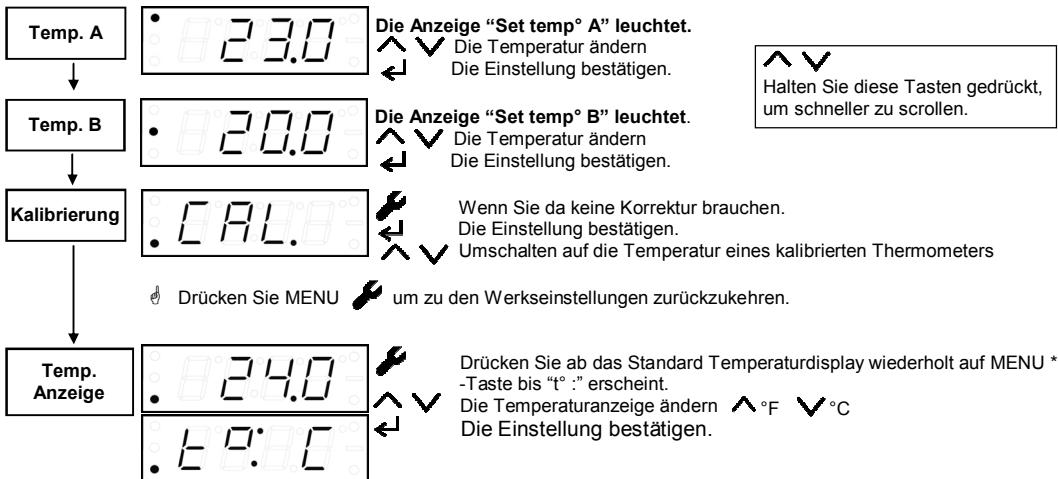 Temp. A
23.0
Die Anzeige “Set temp° A” leuchtet.
Die Temperatur ändern
Die Einstellung bestätigen.
Halten Sie diese Tasten gedrückt,
um schneller zu scrollen.
Temp. B
20.0
Die Anzeige “Set temp° B” leuchtet.
Die Temperatur ändern
Die Einstellung bestätigen.
Kalibrierung
CAL.
Wenn Sie da keine Korrektur brauchen.
Die Einstellung bestätigen.
Umschalten auf die Temperatur eines kalibrierten Thermometers
Drücken Sie MENU um zu den Werkseinstellungen zurückzukehren.
Temp.
Anzeige
24.0
Drücken Sie ab das Standard Temperaturdisplay wiederholt auf MENU *
-Taste bis “t° :” erscheint.
Die Temperaturanzeige ändern °F °C
Die Einstellung bestätigen.
t°: C